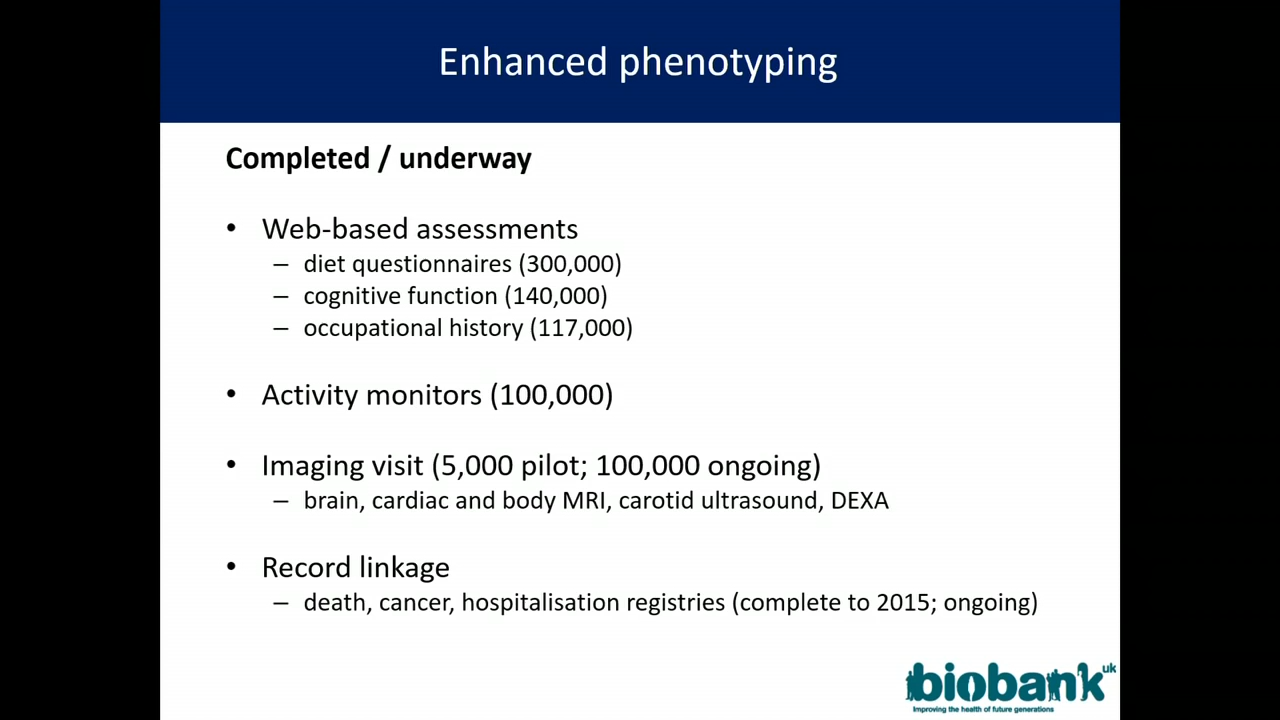 Enhanced phenotyping
Completed / underway
• Web-based assessments
– diet questionnaires (300,000)
– cognitive function (140,000)
– occupational history (117,000)
• Activity monitors (100,000)
• Imaging visit (5,000 pilot; 100,000 ongoing)
– brain, cardiac and body MRI, carotid ultrasound, DEXA
• Record linkage
– death, cancer, hospitalisation registries (complete to 2015; ongoing)
biobank uk
Improving the health of future generations